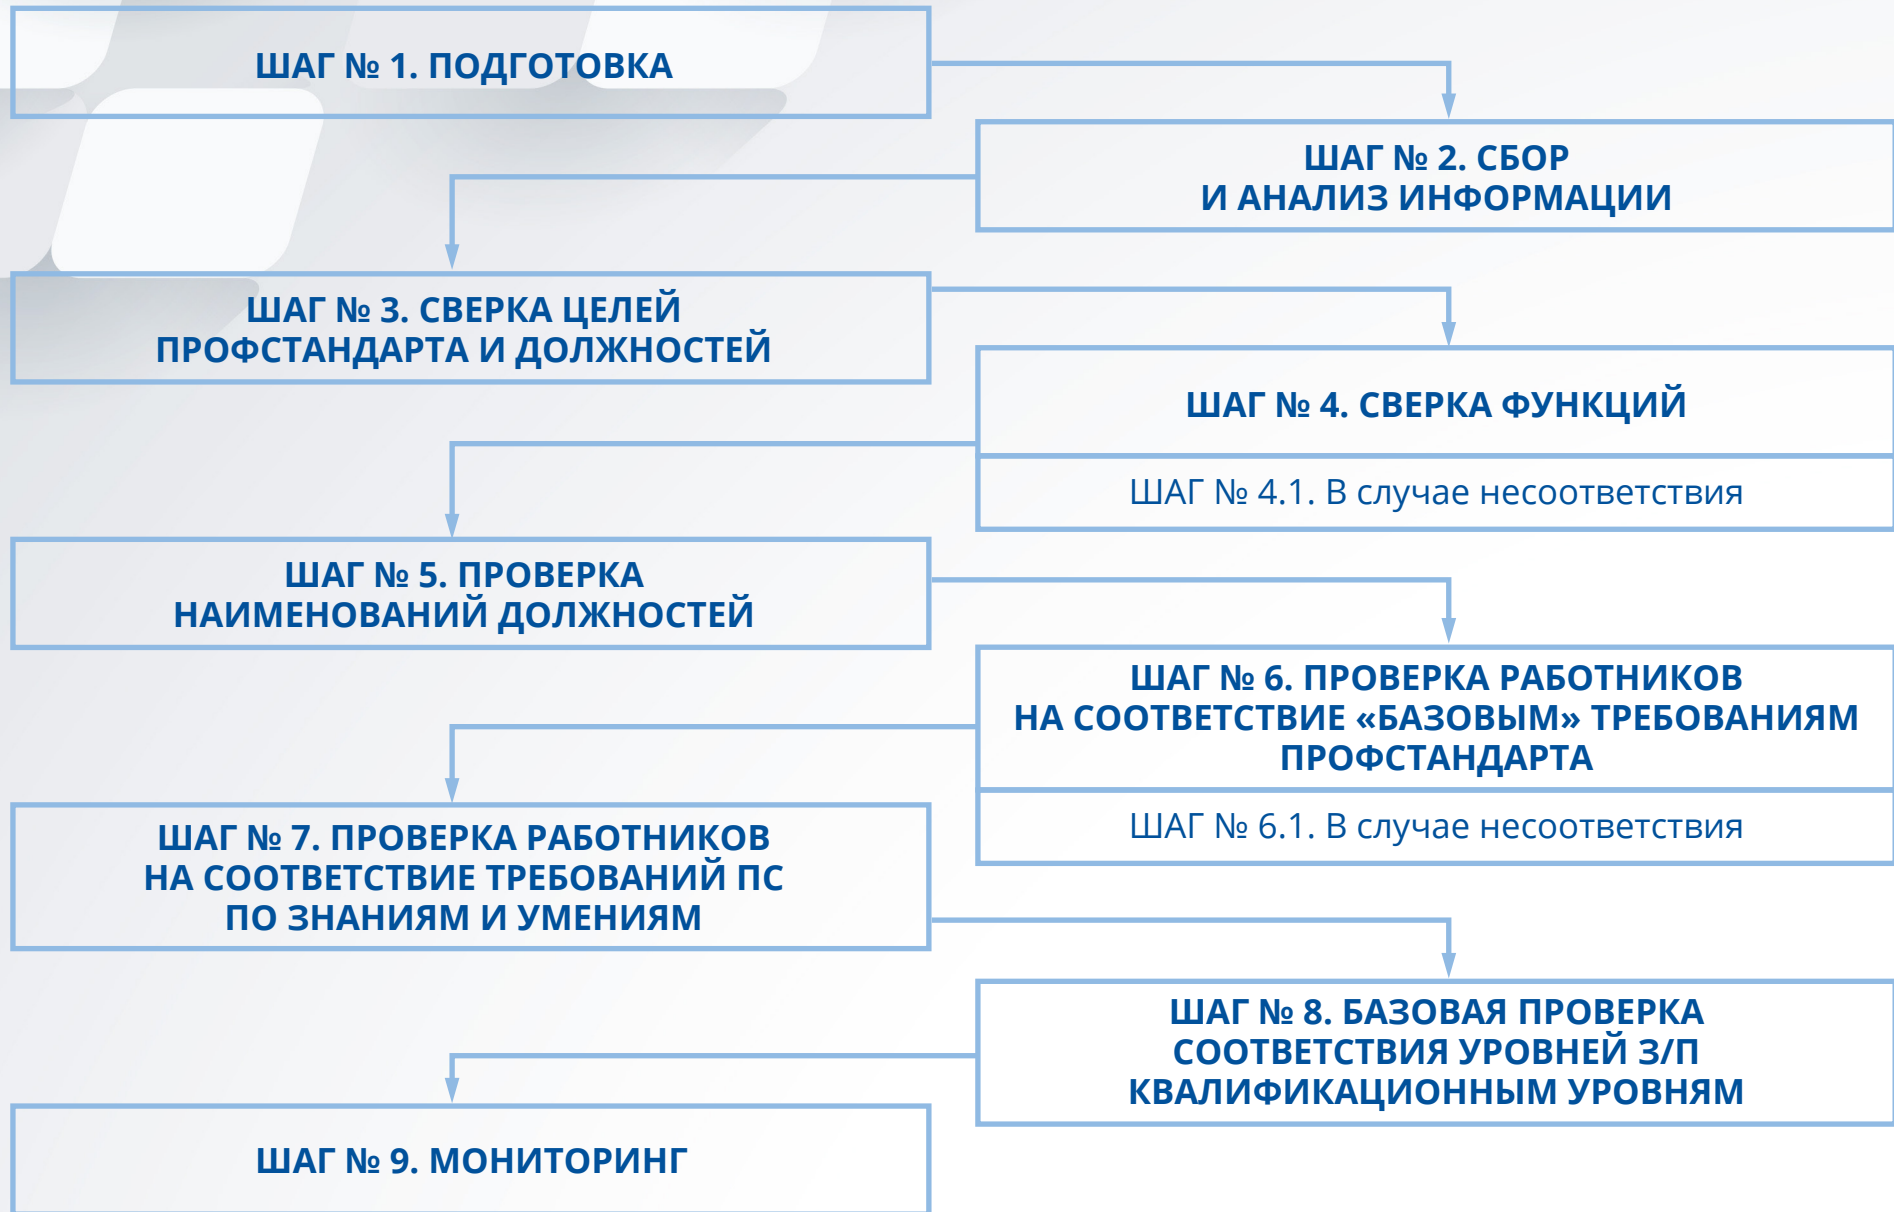 ШАГ № 1. ПОДГОТОВКА
ШАГ № 2. СБОР
И АНАЛИЗ ИНФОРМАЦИИ
ШАГ № 3. СВЕРКА ЦЕЛЕЙ
ПРОФСТАНДАРТА И ДОЛЖНОСТЕЙ
ШАГ № 4. СВЕРКА ФУНКЦИЙ
ШАГ № 4.1. В случае несоответствия
ШАГ № 5. ПРОВЕРКА
НАИМЕНОВАНИЙ ДОЛЖНОСТЕЙ
ШАГ № 6. ПРОВЕРКА РАБОТНИКОВ
НА СООТВЕТСТВИЕ «БАЗОВЫМ» ТРЕБОВАНИЯМ
ПРОФСТАНДАРТА
ШАГ № 6.1. В случае несоответствия
ШАГ № 7. ПРОВЕРКА РАБОТНИКОВ
НА СООТВЕТСТВИЕ ТРЕБОВАНИЙ ПС
ПО ЗНАНИЯМ И УМЕНИЯМ
ШАГ № 8. БАЗОВАЯ ПРОВЕРКА
СООТВЕТСТВИЯ УРОВНЕЙ З/П
КВАЛИФИКАЦИОННЫМ УРОВНЯМ
ШАГ № 9. МОНИТОРИНГ